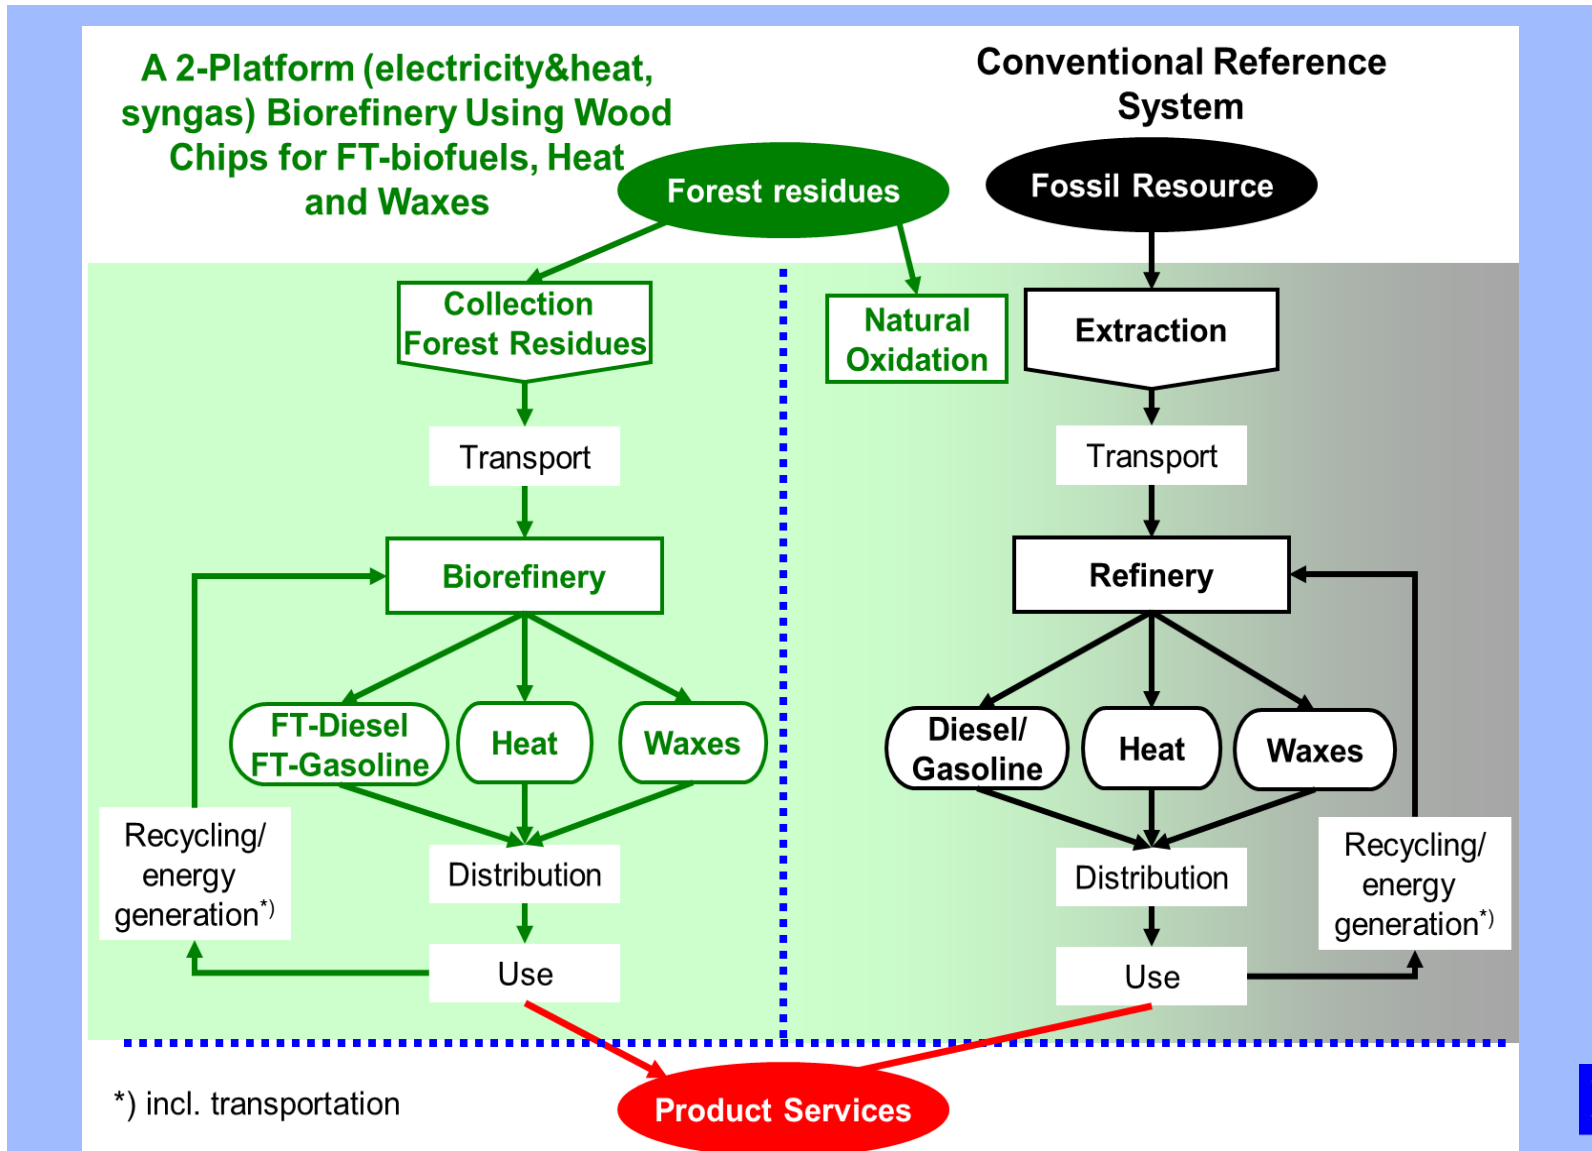 A 2-Platform (electricity&heat,
syngas) Biorefinery Using Wood
Chips for FT-biofuels, Heat
and Waxes
Conventional Reference
System
Forest residues
Fossil Resource
Collection
Forest Residues
Natural
Oxidation
Extraction
Transport
Transport
Biorefinery
Refinery
FT-Diesel
FT-Gasoline
Heat
Waxes
Diesel/
Gasoline
Heat
Waxes
Recycling/
energy
generation*)
Distribution
Distribution
Recycling/
energy
generation*)
Use
Use
*) incl. transportation
Product Services